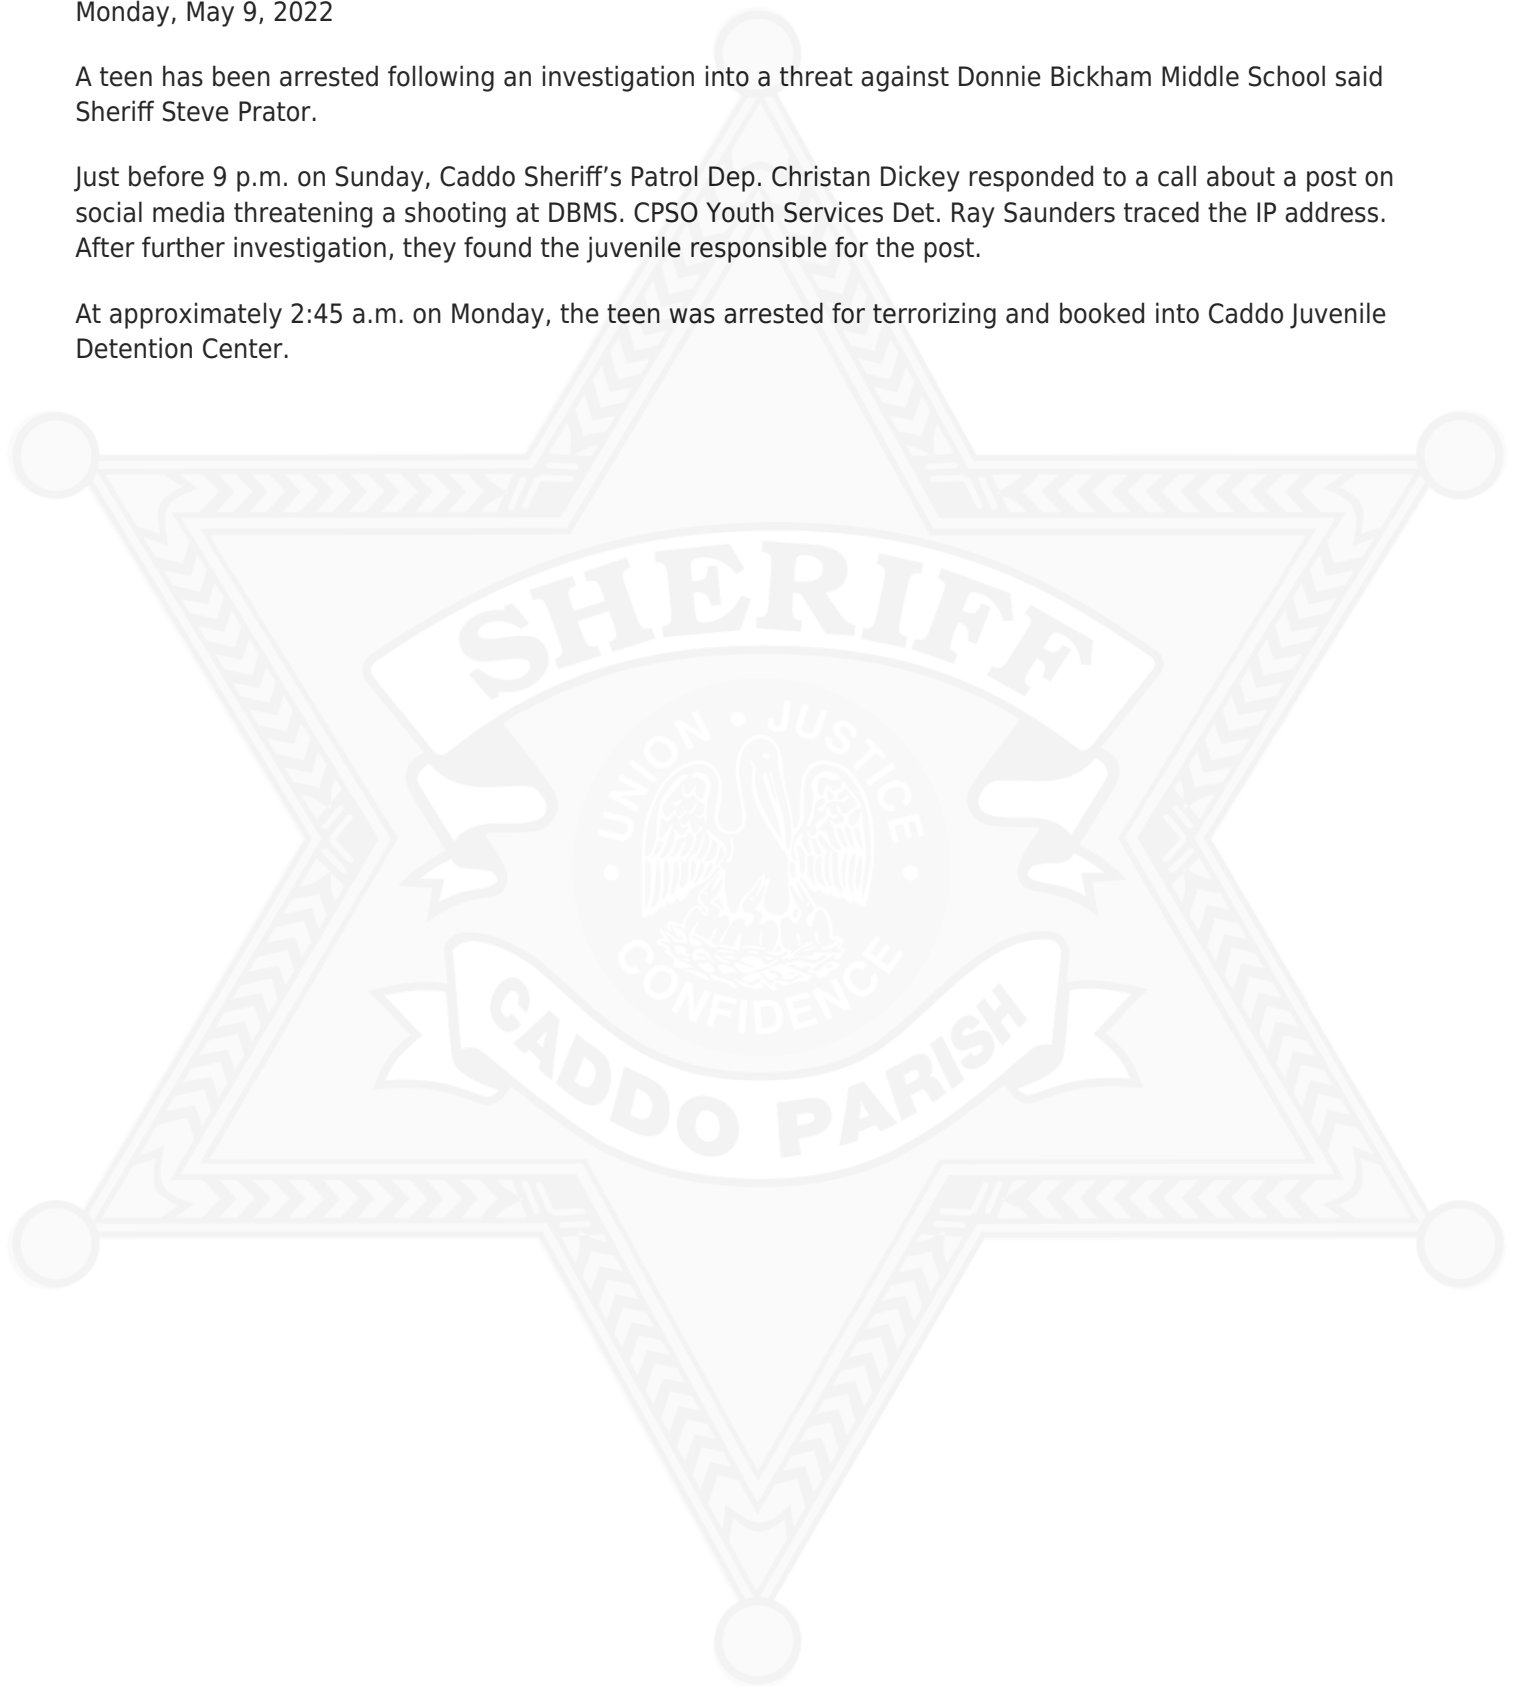 Monday, May 9, 2022
A teen has been arrested following an investigation into a threat against Donnie Bickham Middle School said
Sheriff Steve Prator.
Just before 9 p.m. on Sunday, Caddo Sheriff’s Patrol Dep. Christan Dickey responded to a call about a post on
social media threatening a shooting at DBMS. CPSO Youth Services Det. Ray Saunders traced the IP address.
After further investigation, they found the juvenile responsible for the post.
At approximately 2:45 a.m. on Monday, the teen was arrested for terrorizing and booked into Caddo Juvenile
Detention Center.
SHERIFF
UNION • JUSTICE •
CONFIDENCE •
CADDO PARISH